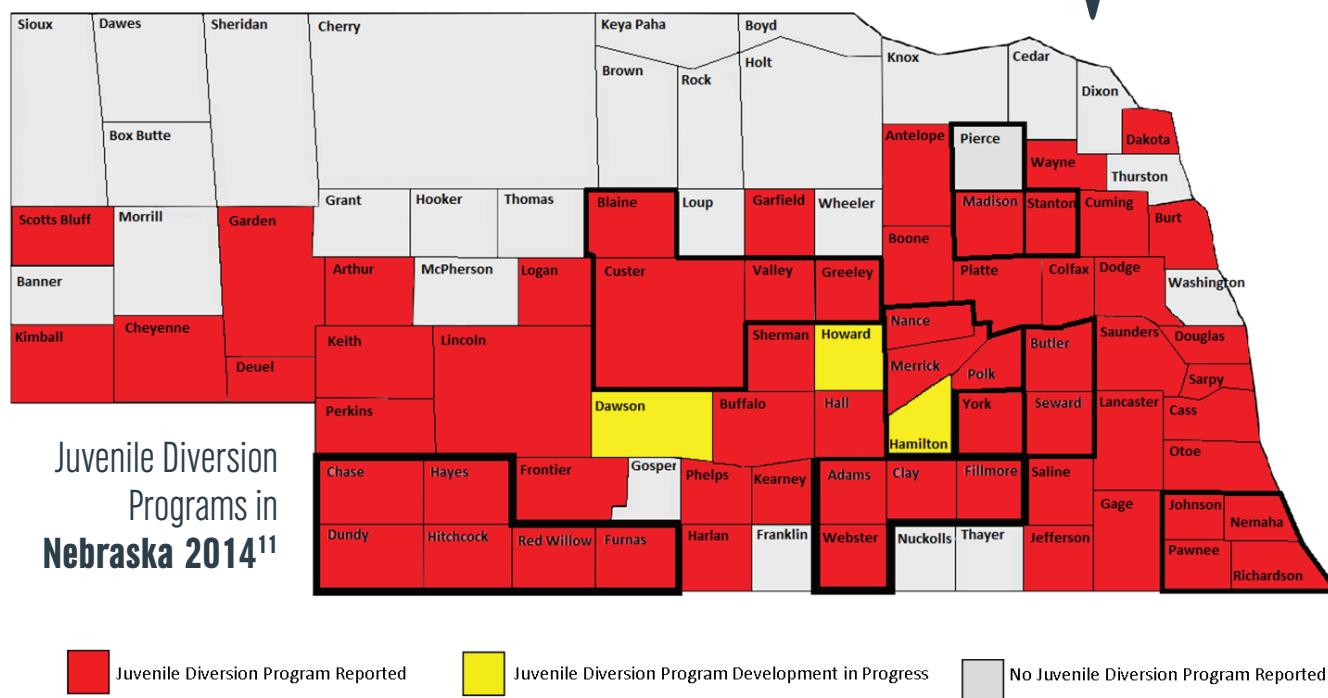 Sioux
Dawes
Sheridan
Cherry
Keya Paha
Boyd
Knox
Cedar
Brown
Rock
Holt
Dixon
Box Butte
Antelope
Pierce
Dakota
Wayne
Thurston
Grant
Hooker
Thomas
Blaine
Loup
Garfield
Wheeler
Madison
Stanton
Cuming
Burt
Scotts Bluff
Morrill
Garden
Boone
Banner
Arthur
McPherson
Logan
Custer
Valley
Greeley
Platte
Colfax
Dodge
Washington
Kimball
Cheyenne
Keith
Lincoln
Sherman
Howard
Nance
Butler
Saunders
Douglas
Deuel
Merrick
Polk
Sarpy
Perkins
Dawson
Buffalo
Hall
Hamilton
York
Seward
Lancaster
Cass
Otoe
Juvenile Diversion
Programs in
Nebraska 2014¹¹
Chase
Hayes
Frontier
Gosper
Phelps
Kearney
Adams
Clay
Fillmore
Saline
Gage
Johnson
Nemaha
Dundy
Hitchcock
Red Willow
Furnas
Harlan
Franklin
Webster
Nuckolls
Thayer
Jefferson
Pawnee
Richardson
Juvenile Diversion Program Reported
Juvenile Diversion Program Development in Progress
No Juvenile Diversion Program Reported